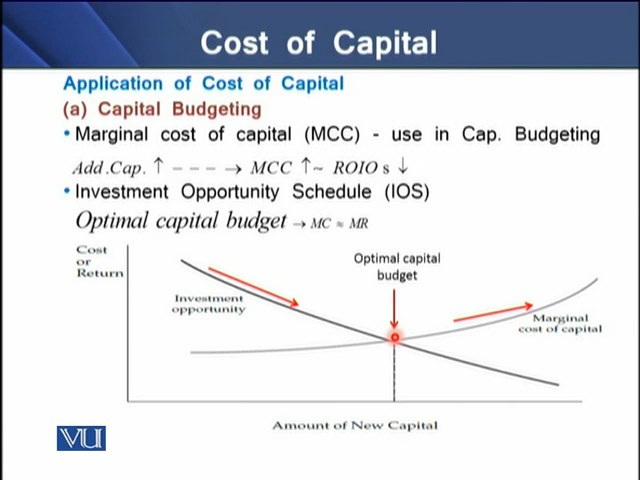 Cost of Capital
Application of Cost of Capital
(a) Capital Budgeting
• Marginal cost of capital (MCC) - use in Cap. Budgeting
Add.Cap. ↑ − − − → MCC ↑~ ROIO s ↓
• Investment Opportunity Schedule (IOS)
Optimal capital budget → MC ≈ MR
Cost
or
Return
Optimal capital
budget
Investment
opportunity
Marginal
cost of capital
Amount of New Capital
VU